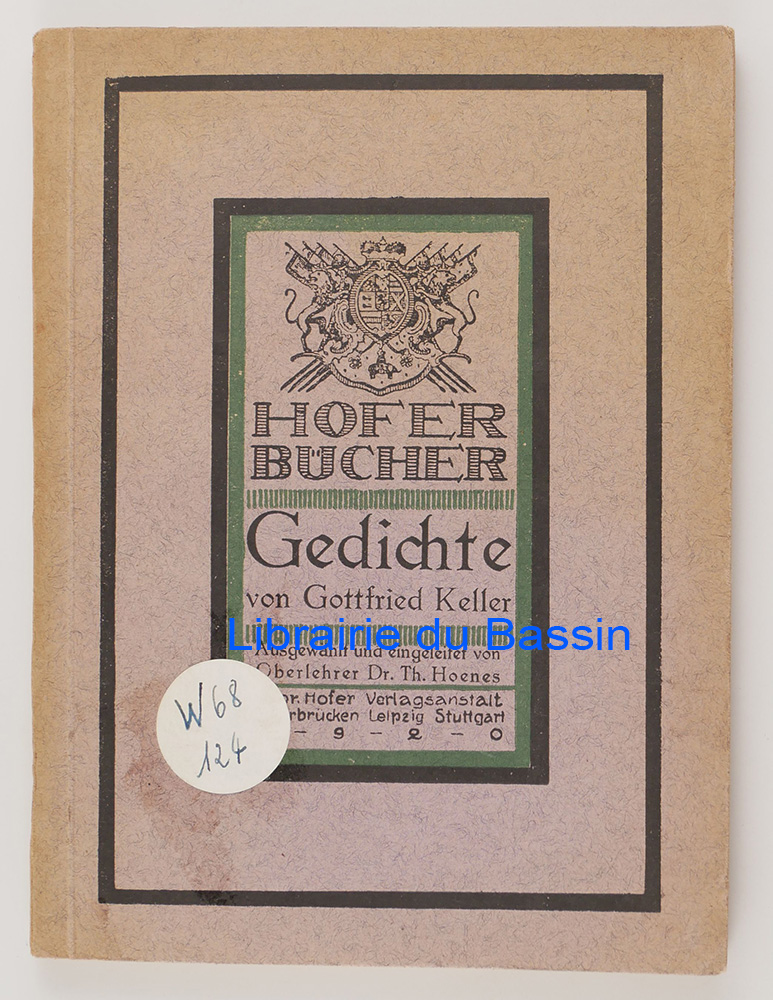 HOFER
BÜCHER
Gedichte
von Gottfried Keller
Librairie du Bassin
Ausgewählt und eingeleitet von
Oberlehrer Dr. Th. Hoenes
Hofer Verlagsanstalt
Leipzig Stuttgart
9 - 2 - 0
W 68
124